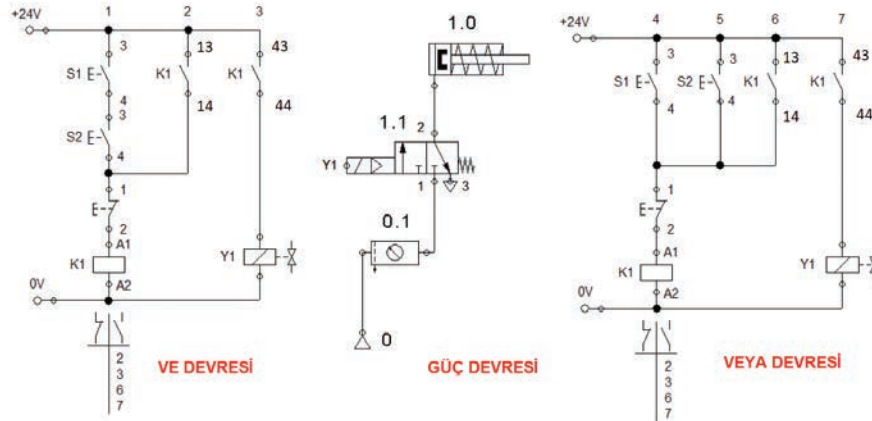 1 2 3
+24V
3 13 43
S1 K1 K1
4 14 44
3
S2
4
1
2
A1
K1 Y1
A2
0V
2
3
6
7
VE DEVRESİ
1.0
2
1.1
Y1
1 3
0.1
0
GÜÇ DEVRESİ
4 5 6 7
+24V
3 3 13 43
S1 S2 K1 K1
4 4 14 44
1
2
A1
K1 Y1
A2
0V
2
3
6
7
VEYA DEVRESİ